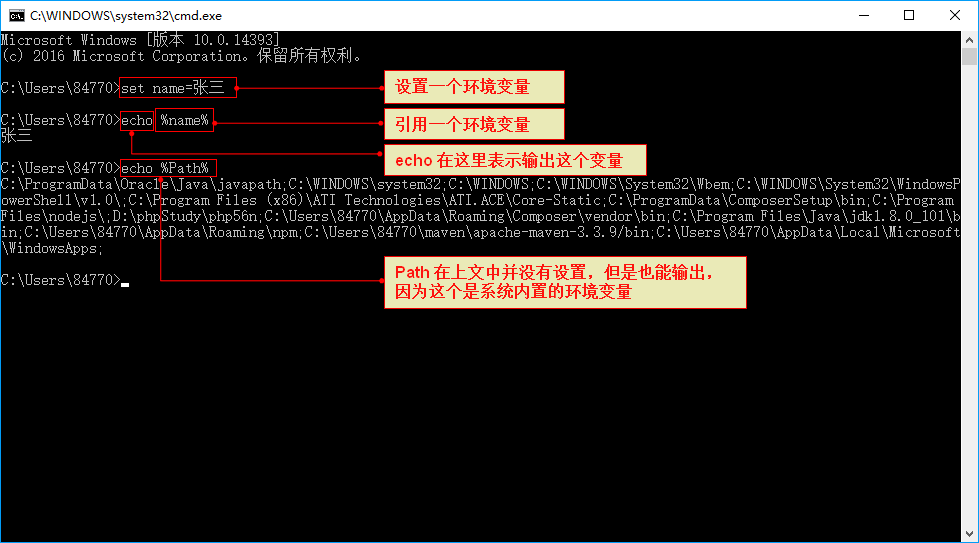 C:\WINDOWS\system32\cmd.exe
Microsoft Windows [版本 10.0.14393]
(c) 2016 Microsoft Corporation。保留所有权利。
C:\Users\84770>set name=张三
设置一个环境变量
C:\Users\84770>echo %name%
引用一个环境变量
张三
echo 在这里表示输出这个变量
C:\Users\84770>echo %Path%
C:\ProgramData\Oracle\Java\javapath;C:\WINDOWS\system32;C:\WINDOWS;C:\WINDOWS\System32\Wbem;C:\WINDOWS\System32\WindowsP
owerShell\v1.0\;C:\Program Files (x86)\ATI Technologies\ATI.ACE\Core-Static;C:\ProgramData\ComposerSetup\bin;C:\Program
Files\nodejs\;D:\phpStudy\php56n;C:\Users\84770\AppData\Roaming\Composer\vendor\bin;C:\Program Files\Java\jdk1.8.0_101\b
in;C:\Users\84770\AppData\Roaming\npm;C:\Users\84770\maven\apache-maven-3.3.9/bin;C:\Users\84770\AppData\Local\Microsoft
\WindowsApps;
C:\Users\84770>
Path 在上文中并没有设置，但是也能输出，
因为这个是系统内置的环境变量